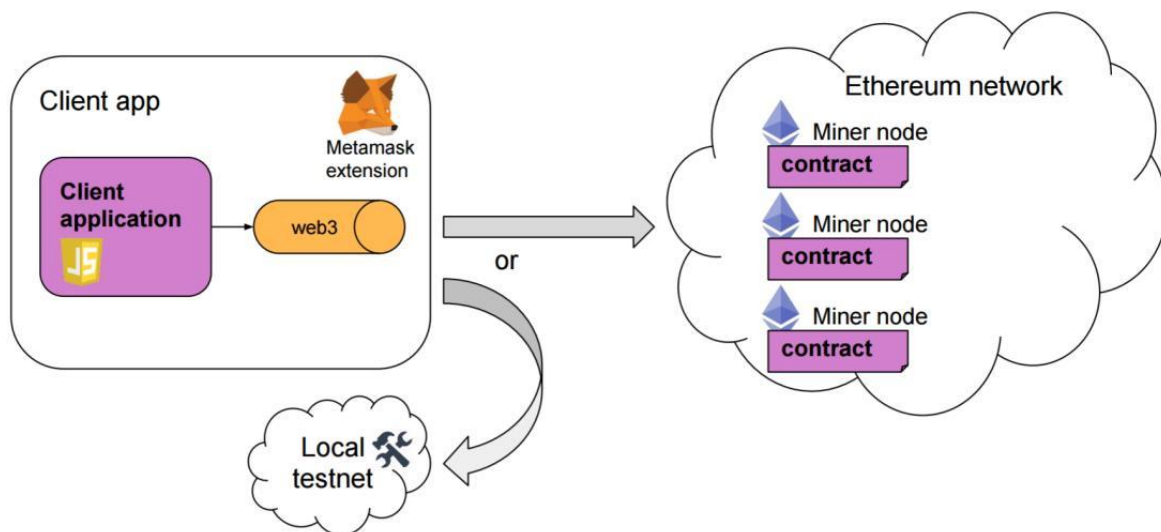 Client app
Metamask
extension
Client
application
JS
web3
or
Local
testnet
Ethereum network
Miner node
contract
Miner node
contract
Miner node
contract